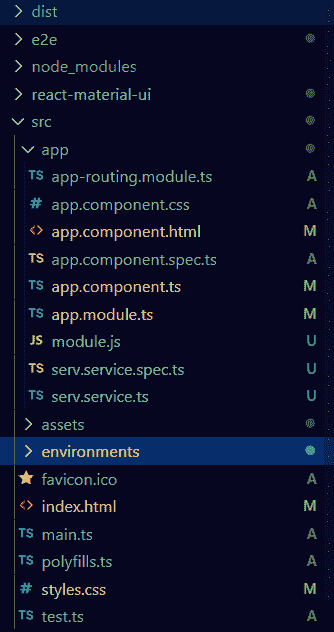 dist
e2e
node_modules
react-material-ui
src
app
TS app-routing.module.ts A
# app.component.css A
<> app.component.html M
TS app.component.spec.ts A
TS app.component.ts M
TS app.module.ts M
JS module.js U
TS serv.service.spec.ts U
TS serv.service.ts U
assets
environments
favicon.ico A
<> index.html M
TS main.ts A
TS polyfills.ts A
# styles.css M
TS test.ts A